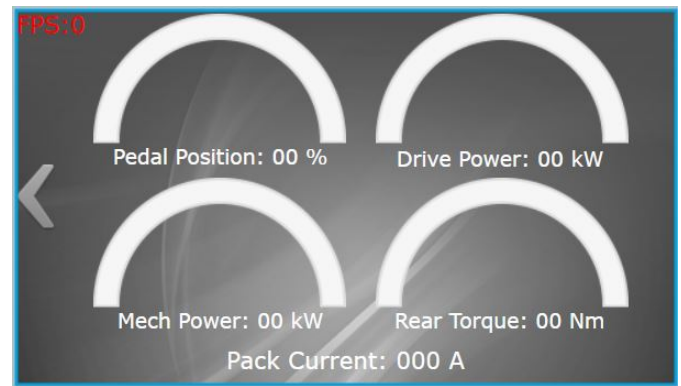 FPS:0
Pedal Position: 00 %
Drive Power: 00 kW
Mech Power: 00 kW
Rear Torque: 00 Nm
Pack Current: 000 A